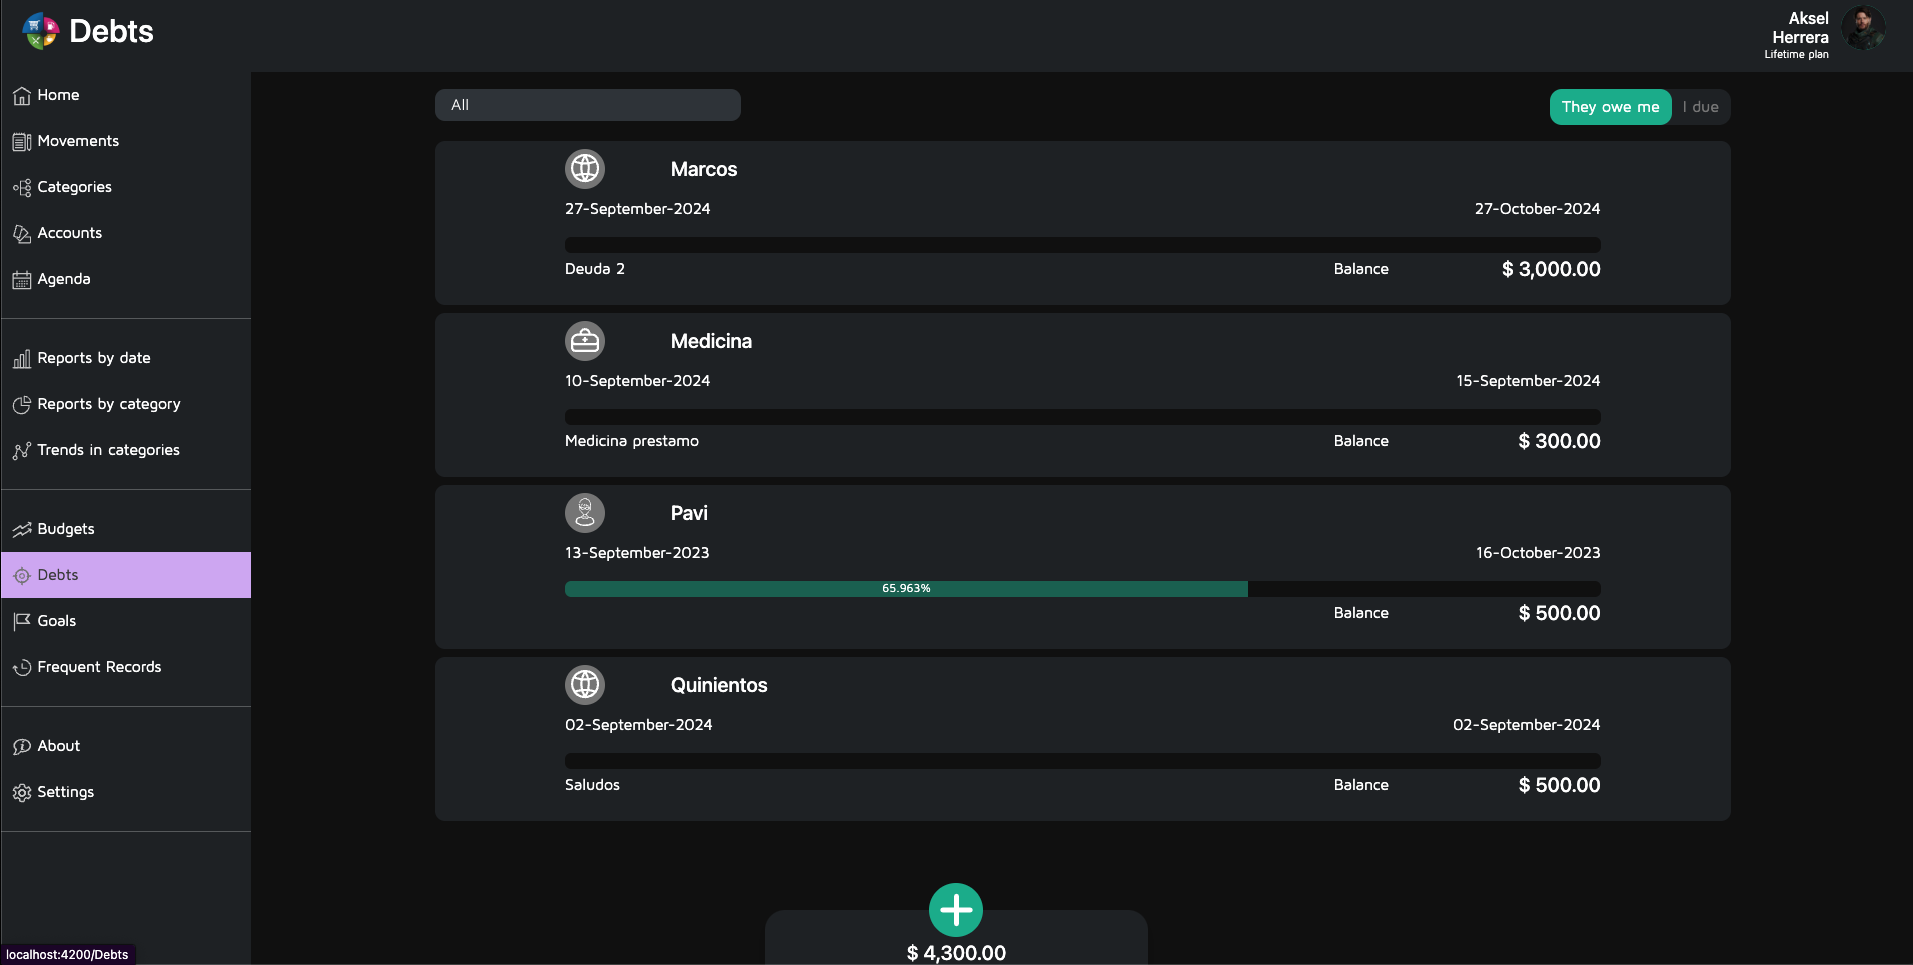 Debts
Aksel
Herrera
Lifetime plan
Home
Movements
Categories
Accounts
Agenda
Reports by date
Reports by category
Trends in categories
Budgets
Debts
Goals
Frequent Records
About
Settings
All
They owe me I due
Marcos
27-September-2024 27-October-2024
Deuda 2 Balance $ 3,000.00
Medicina
10-September-2024 15-September-2024
Medicina prestamo Balance $ 300.00
Pavi
13-September-2023 16-October-2023
65.963%
Balance $ 500.00
Quinientos
02-September-2024 02-September-2024
Saludos Balance $ 500.00
$ 4,300.00
localhost:4200/Debts